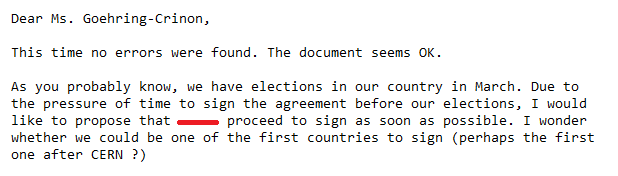 Dear Ms. Goehring-Crinon,
This time no errors were found. The document seems OK.
As you probably know, we have elections in our country in March. Due to
the pressure of time to sign the agreement before our elections, I would
like to propose that proceed to sign as soon as possible. I wonder
whether we could be one of the first countries to sign (perhaps the first
one after CERN ?)